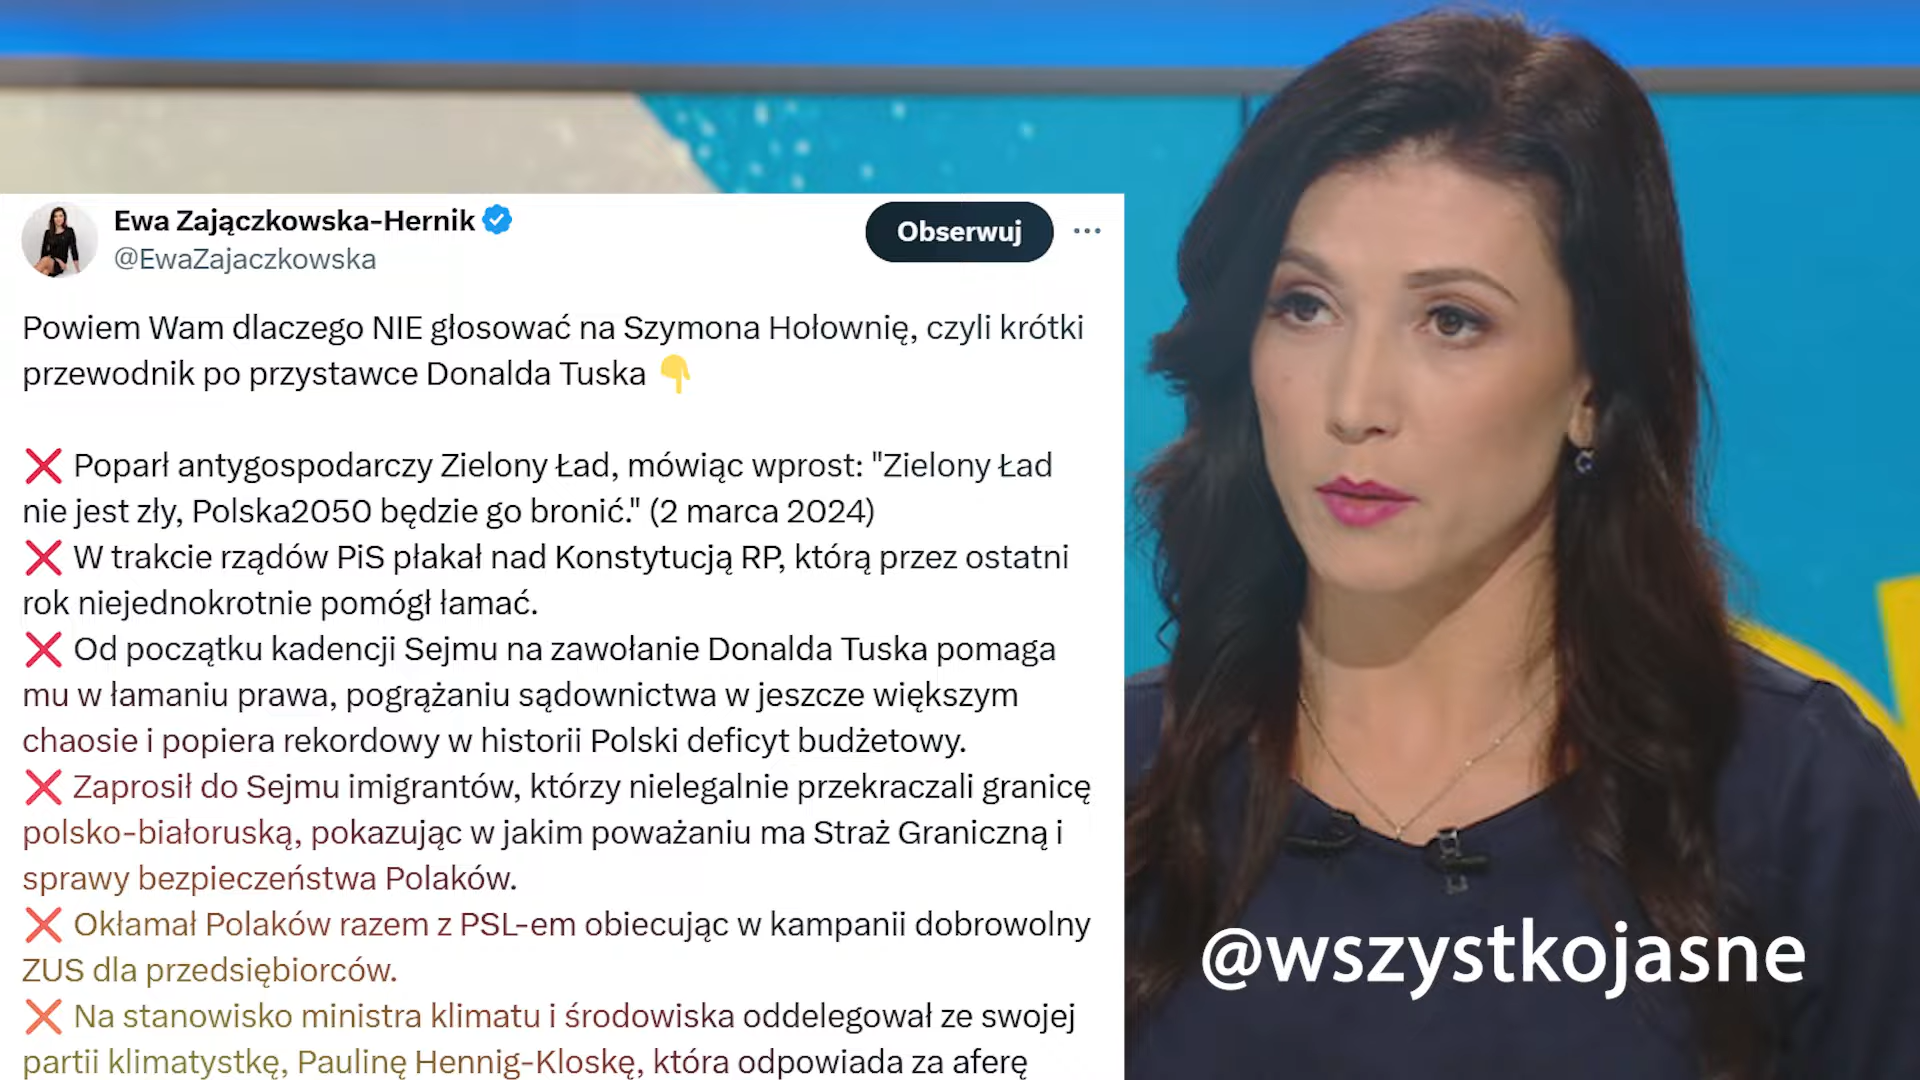 Ewa Zajączkowska-Hernik
@EwaZajaczkowska
Obserwuj
Powiem Wam dlaczego NIE głosować na Szymona Hołownię, czyli krótki
przewodnik po przystawce Donalda Tuska 👇
❌ Poparł antygospodarczy Zielony Ład, mówiąc wprost: "Zielony Ład
nie jest zły, Polska2050 będzie go bronić." (2 marca 2024)
❌ W trakcie rządów PiS płakał nad Konstytucją RP, którą przez ostatni
rok niejednokrotnie pomógł łamać.
❌ Od początku kadencji Sejmu na zawołanie Donalda Tuska pomaga
mu w łamaniu prawa, pogrążaniu sądownictwa w jeszcze większym
chaosie i popiera rekordowy w historii Polski deficyt budżetowy.
❌ Zaprosił do Sejmu imigrantów, którzy nielegalnie przekraczali granicę
polsko-białoruską, pokazując w jakim poważaniu ma Straż Graniczną i
sprawy bezpieczeństwa Polaków.
❌ Okłamał Polaków razem z PSL-em obiecując w kampanii dobrowolny
ZUS dla przedsiębiorców.
❌ Na stanowisko ministra klimatu i środowiska oddelegował ze swojej
partii klimatystkę, Paulinę Hennig-Kloskę, która odpowiada za aferę
@wszystkojasne